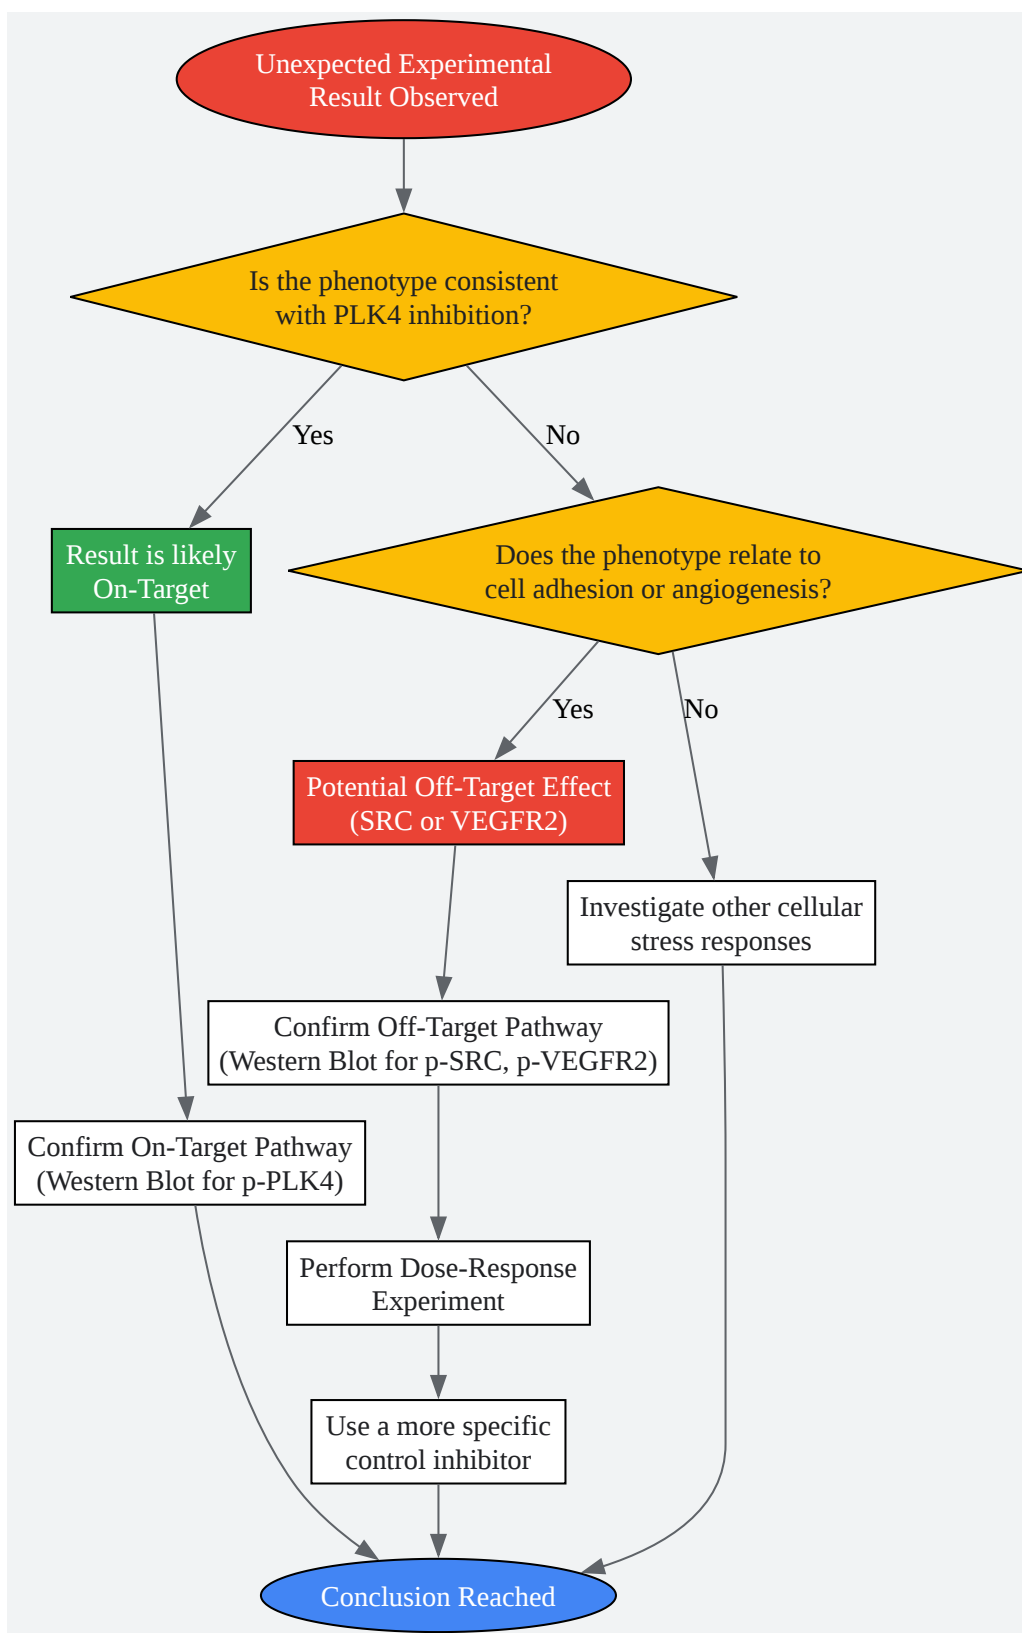 Unexpected Experimental
Result Observed
Is the phenotype consistent
with PLK4 inhibition?
Yes
No
Result is likely
On-Target
Does the phenotype relate to
cell adhesion or angiogenesis?
Yes
No
Potential Off-Target Effect
(SRC or VEGFR2)
Investigate other cellular
stress responses
Confirm Off-Target Pathway
(Western Blot for p-SRC, p-VEGFR2)
Confirm On-Target Pathway
(Western Blot for p-PLK4)
Perform Dose-Response
Experiment
Use a more specific
control inhibitor
Conclusion Reached